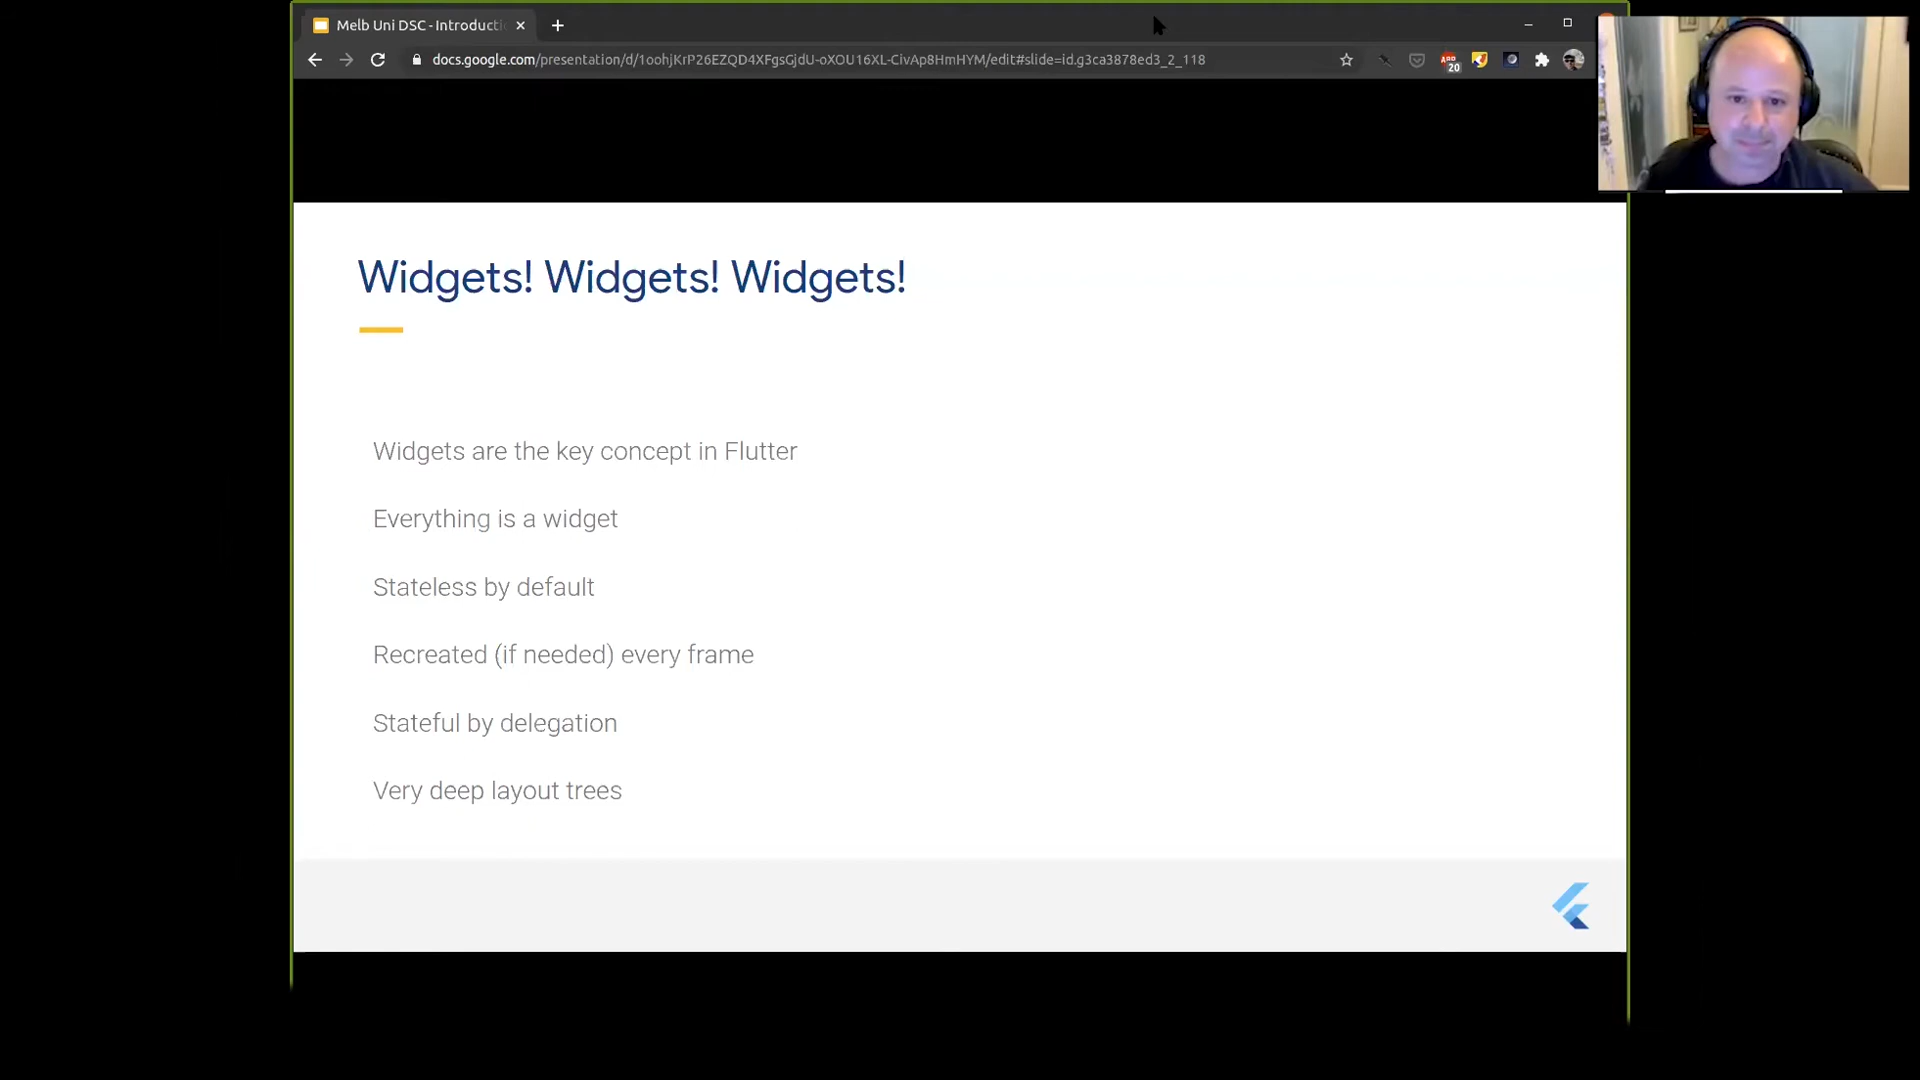 Melb Uni DSC - Introducti
docs.google.com/presentation/d/1oohjKrP26EZQD4XFgsGjdU-oXOU16XL-CivAp8HmHYM/edit#slide=id.g3ca3878ed3_2_118
20
Widgets! Widgets! Widgets!
Widgets are the key concept in Flutter
Everything is a widget
Stateless by default
Recreated (if needed) every frame
Stateful by delegation
Very deep layout trees